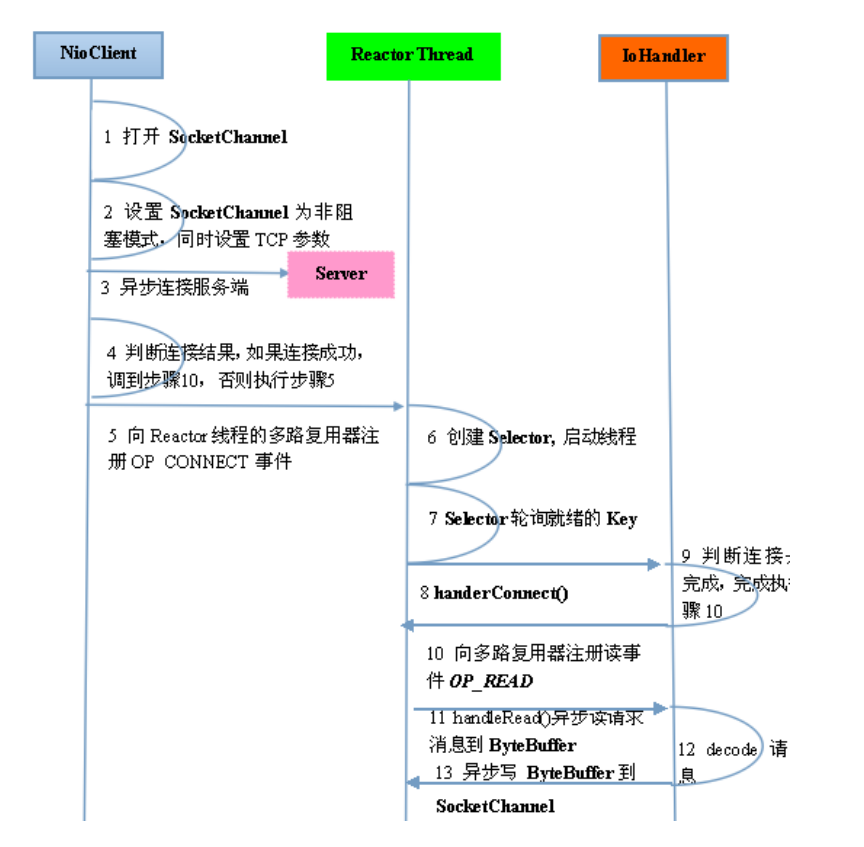 NioClient
Reactor Thread
IoHandler
1 打开 SocketChannel
2 设置 SocketChannel 为非阻
塞模式，同时设置 TCP 参数
Server
3 异步连接服务端
4 判断连接结果，如果连接成功，
调到步骤10，否则执行步骤5
5 向 Reactor 线程的多路复用器注
册 OP_CONNECT 事件
6 创建 Selector, 启动线程
7 Selector 轮询就绪的 Key
8 handerConnect()
9 判断连接
完成，完成执
骤 10
10 向多路复用器注册读事
件 OP_READ
11 handleRead()异步读请求
消息到 ByteBuffer
12 decode 请
息
13 异步写 ByteBuffer 到
SocketChannel